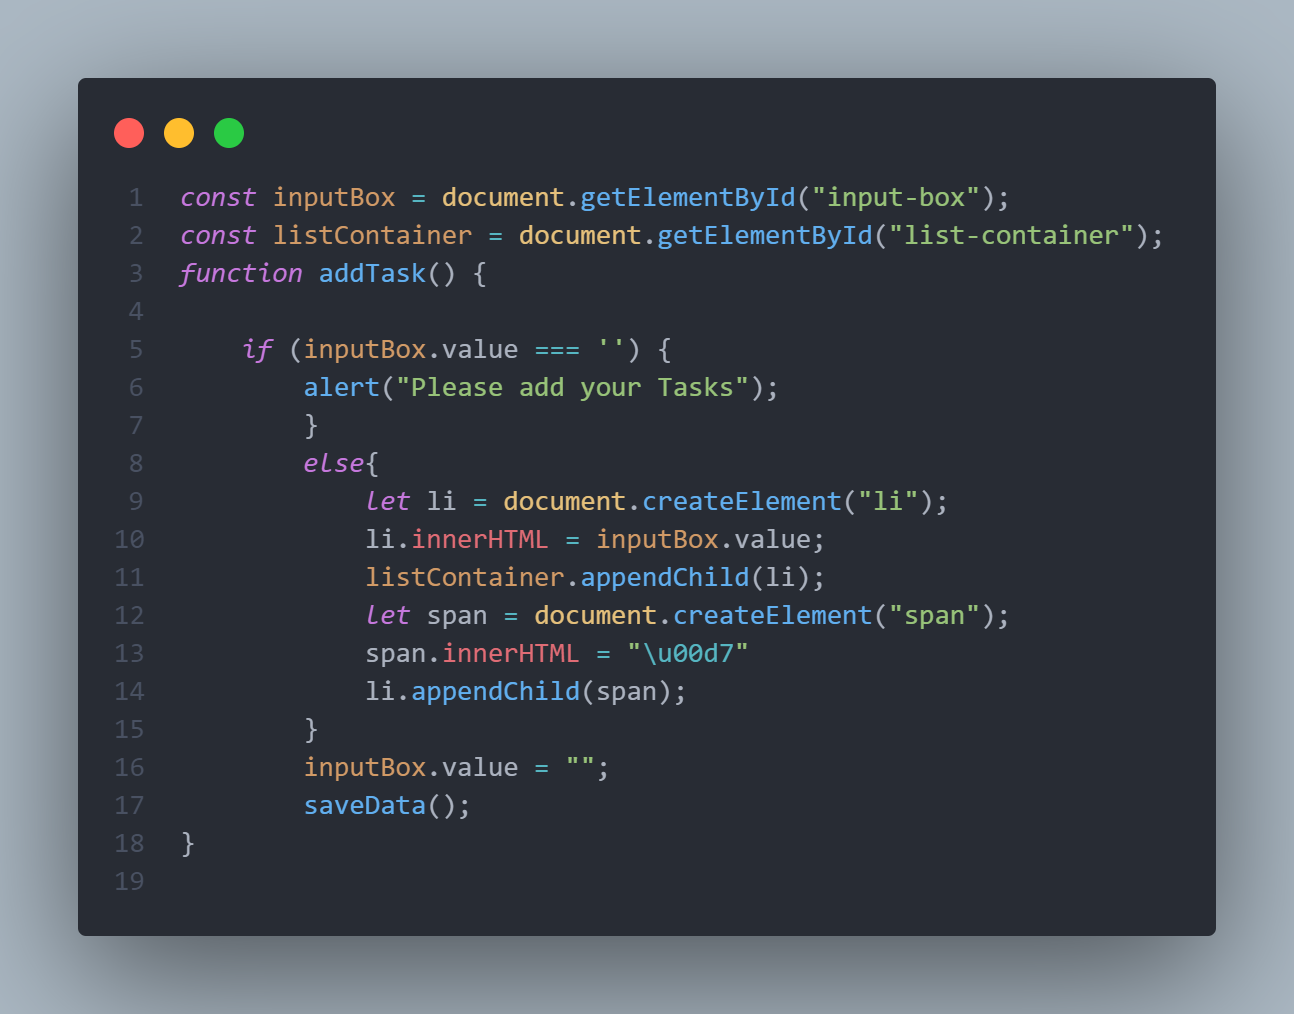 1 const inputBox = document.getElementById("input-box");
2 const listContainer = document.getElementById("list-container");
3 function addTask() {
4
5     if (inputBox.value === '') {
6         alert("Please add your Tasks");
7         }
8         else{
9             let li = document.createElement("li");
10             li.innerHTML = inputBox.value;
11             listContainer.appendChild(li);
12             let span = document.createElement("span");
13             span.innerHTML = "\u00d7"
14             li.appendChild(span);
15         }
16         inputBox.value = "";
17         saveData();
18 }
19